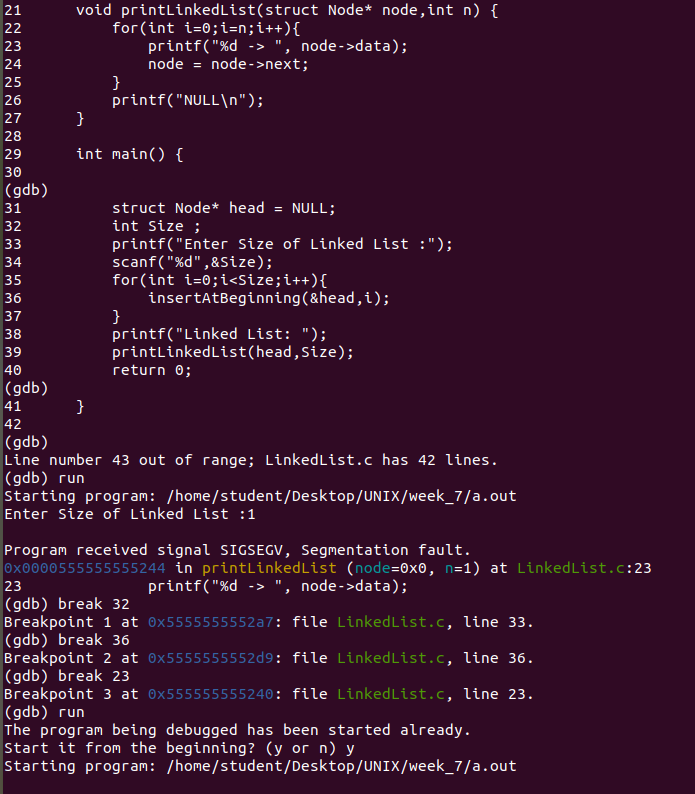 21      void printLinkedList(struct Node* node,int n) {
22          for(int i=0;i=n;i++){
23              printf("%d -> ", node->data);
24              node = node->next;
25          }
26          printf("NULL\n");
27      }
28
29      int main() {
30
(gdb)
31          struct Node* head = NULL;
32          int Size ;
33          printf("Enter Size of Linked List :");
34          scanf("%d",&Size);
35          for(int i=0;i<Size;i++){
36              insertAtBeginning(&head,i);
37          }
38          printf("Linked List: ");
39          printLinkedList(head,Size);
40          return 0;
(gdb)
41      }
42
(gdb)
Line number 43 out of range; LinkedList.c has 42 lines.
(gdb) run
Starting program: /home/student/Desktop/UNIX/week_7/a.out
Enter Size of Linked List :1

Program received signal SIGSEGV, Segmentation fault.
0x0000555555555244 in printLinkedList (node=0x0, n=1) at LinkedList.c:23
23              printf("%d -> ", node->data);
(gdb) break 32
Breakpoint 1 at 0x5555555552a7: file LinkedList.c, line 33.
(gdb) break 36
Breakpoint 2 at 0x5555555552d9: file LinkedList.c, line 36.
(gdb) break 23
Breakpoint 3 at 0x555555555240: file LinkedList.c, line 23.
(gdb) run
The program being debugged has been started already.
Start it from the beginning? (y or n) y
Starting program: /home/student/Desktop/UNIX/week_7/a.out